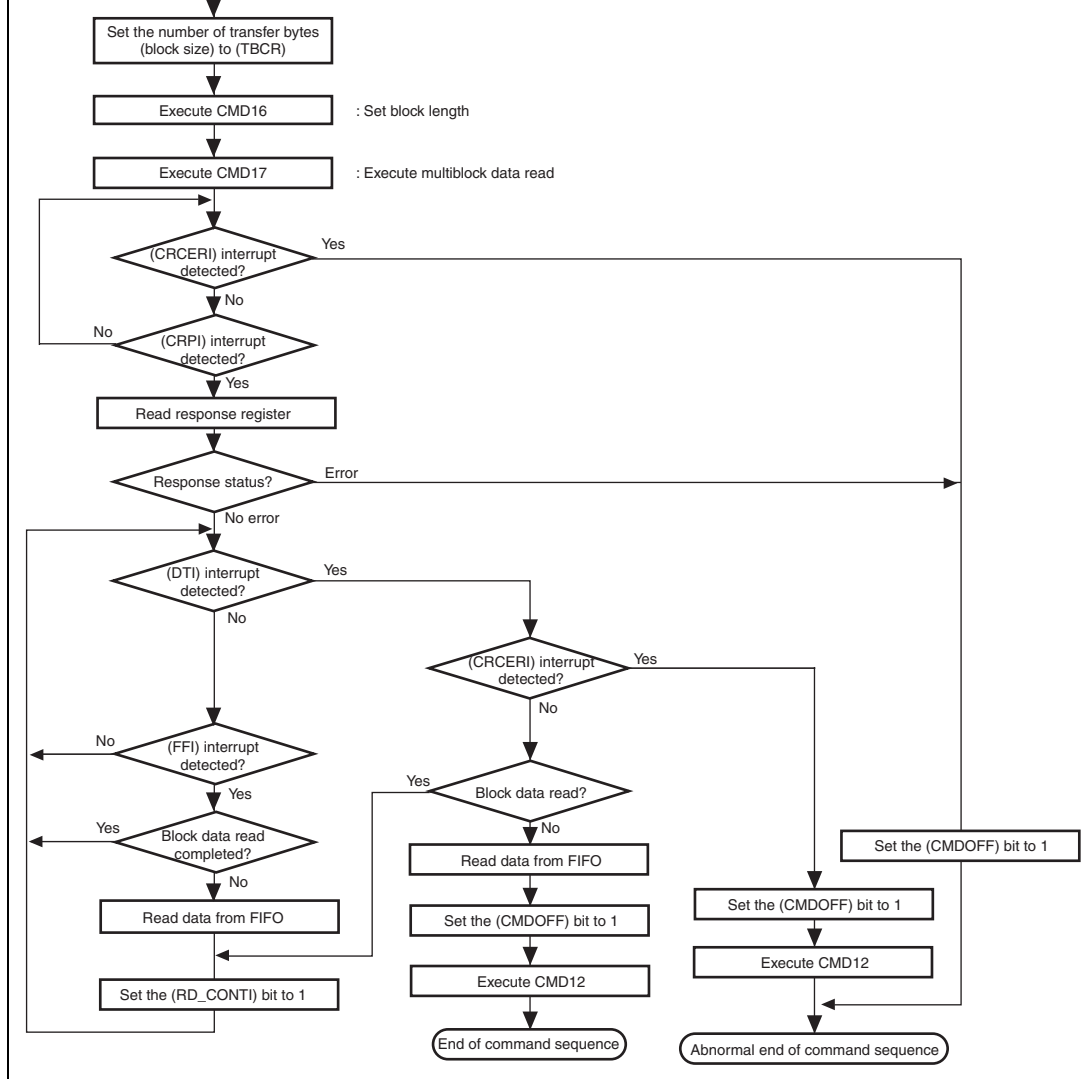 Set the number of transfer bytes
(block size) to (TBCR)
Execute CMD16
: Set block length
Execute CMD17
: Execute multiblock data read
(CRCERI) interrupt
detected?
Yes
No
(CRPI) interrupt
detected?
No
Yes
Read response register
Response status?
Error
No error
(DTI) interrupt
detected?
Yes
No
(CRCERI) interrupt
detected?
Yes
No
(FFI) interrupt
detected?
No
Yes
Block data read?
Yes
No
Block data read
completed?
Yes
No
Read data from FIFO
Set the (CMDOFF) bit to 1
Read data from FIFO
Set the (CMDOFF) bit to 1
Set the (CMDOFF) bit to 1
Execute CMD12
Execute CMD12
Set the (RD_CONTI) bit to 1
End of command sequence
Abnormal end of command sequence